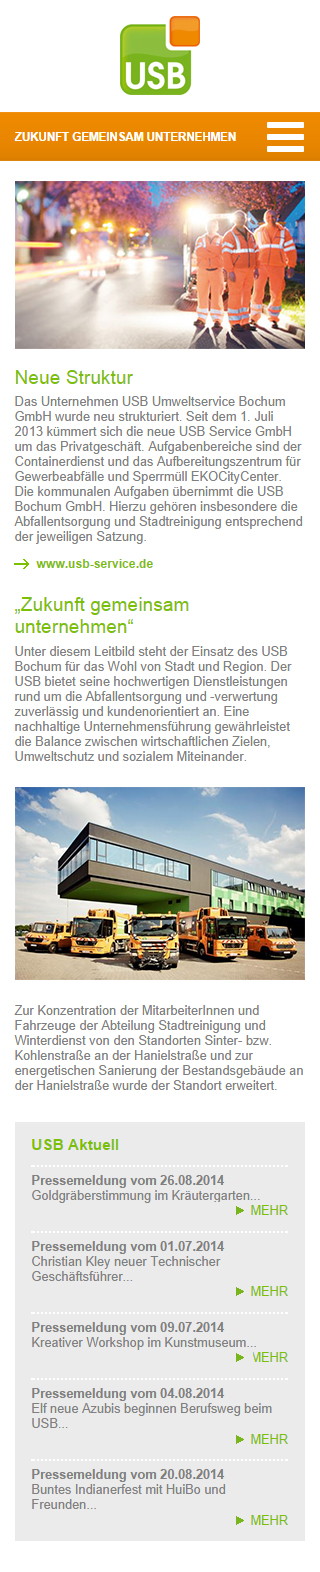 USB
ZUKUNFT GEMEINSAM UNTERNEHMEN
Neue Struktur
Das Unternehmen USB Umweltservice Bochum
GmbH wurde neu strukturiert. Seit dem 1. Juli
2013 kümmert sich die neue USB Service GmbH
um das Privatgeschäft. Aufgabenbereiche sind der
Containerdienst und das Aufbereitungszentrum für
Gewerbeabfälle und Sperrmüll EKOCityCenter.
Die kommunalen Aufgaben übernimmt die USB
Bochum GmbH. Hierzu gehören insbesondere die
Abfallentsorgung und Stadtreinigung entsprechend
der jeweiligen Satzung.
www.usb-service.de
„Zukunft gemeinsam
unternehmen“
Unter diesem Leitbild steht der Einsatz des USB
Bochum für das Wohl von Stadt und Region. Der
USB bietet seine hochwertigen Dienstleistungen
rund um die Abfallentsorgung und -verwertung
zuverlässig und kundenorientiert an. Eine
nachhaltige Unternehmensführung gewährleistet
die Balance zwischen wirtschaftlichen Zielen,
Umweltschutz und sozialem Miteinander.
Zur Konzentration der MitarbeiterInnen und
Fahrzeuge der Abteilung Stadtreinigung und
Winterdienst von den Standorten Sinter- bzw.
Kohlenstraße an der Hanielstraße und zur
energetischen Sanierung der Bestandsgebäude an
der Hanielstraße wurde der Standort erweitert.
USB Aktuell
Pressemeldung vom 26.08.2014
Goldgräberstimmung im Kräutergarten...
MEHR
Pressemeldung vom 01.07.2014
Christian Kley neuer Technischer
Geschäftsführer...
MEHR
Pressemeldung vom 09.07.2014
Kreativer Workshop im Kunstmuseum...
MEHR
Pressemeldung vom 04.08.2014
Elf neue Azubis beginnen Berufsweg beim
USB...
MEHR
Pressemeldung vom 20.08.2014
Buntes Indianerfest mit HuiBo und
Freunden...
MEHR